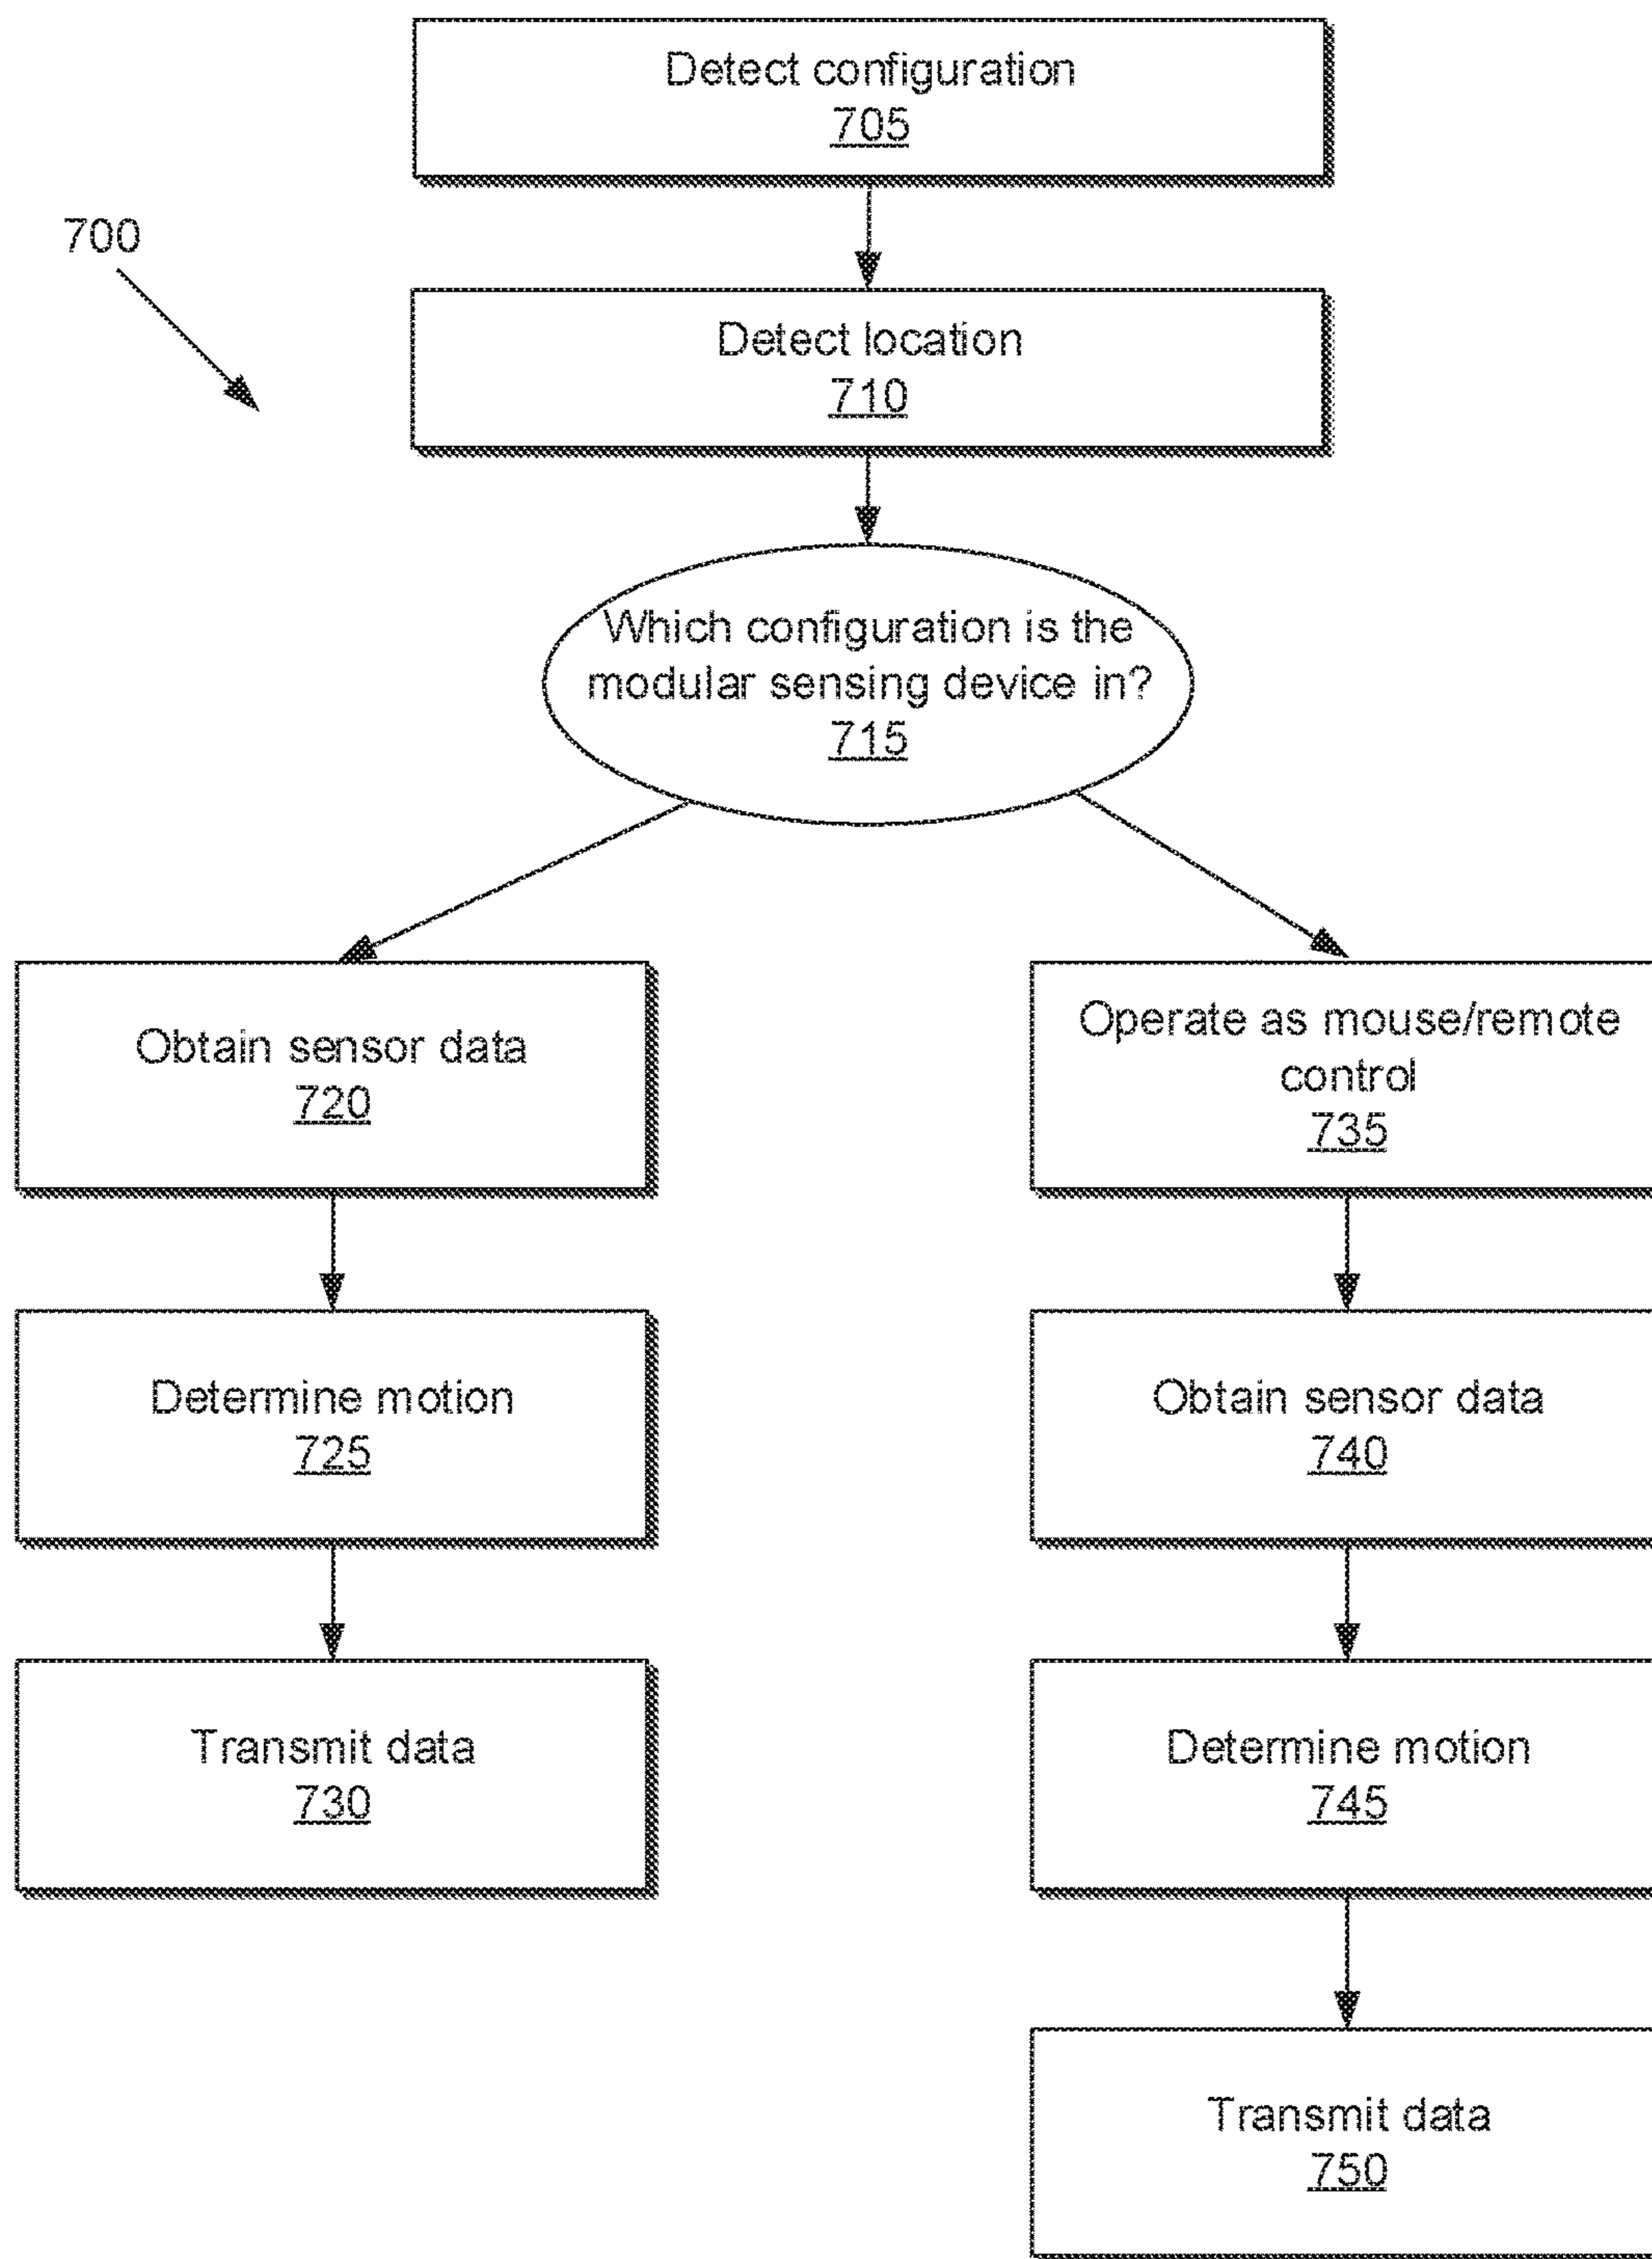 Detect configuration
705
700
Detect location
710
Which configuration is the
modular sensing device in?
715
Obtain sensor data
720
Determine motion
725
Transmit data
730
Operate as mouse/remote
control
735
Obtain sensor data
740
Determine motion
745
Transmit data
750